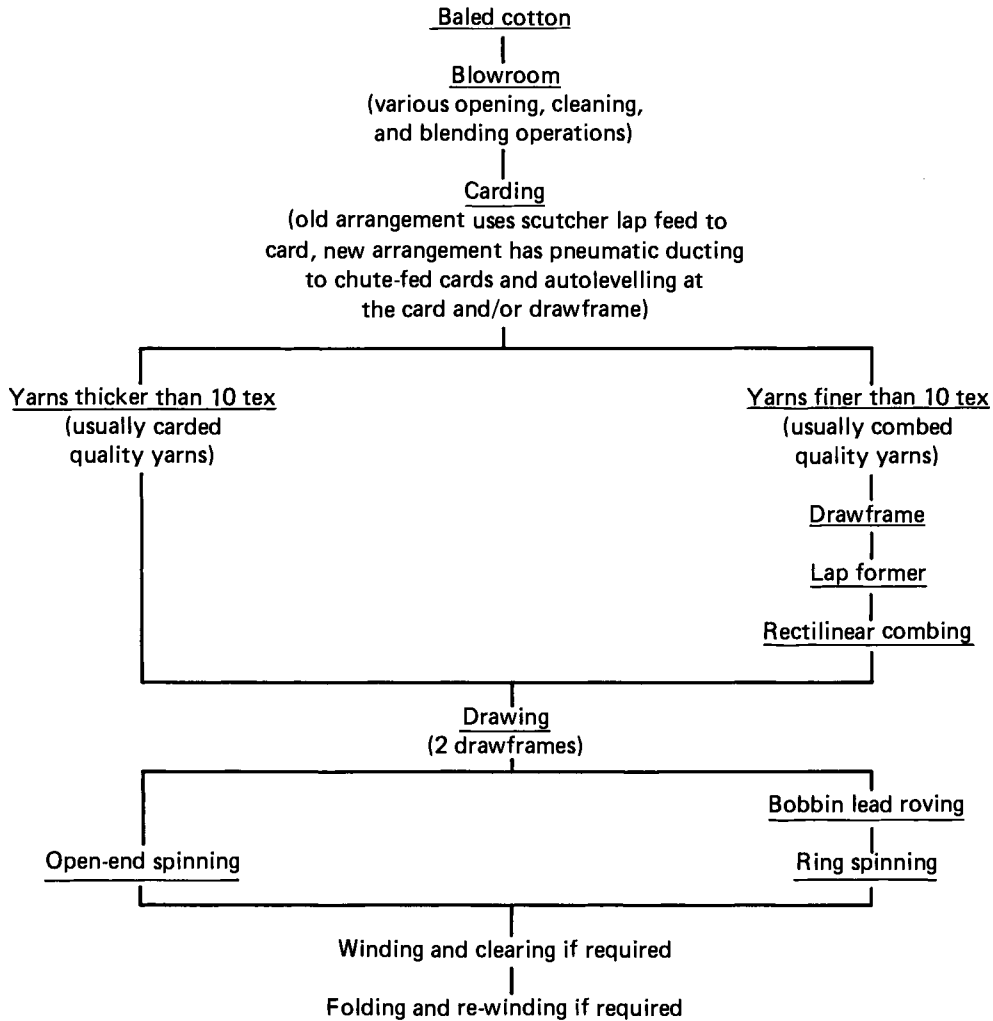 Baled cotton
Blowroom
(various opening, cleaning,
and blending operations)
Carding
(old arrangement uses scutcher lap feed to
card, new arrangement has pneumatic ducting
to chute-fed cards and autolevelling at
the card and/or drawframe)
Yarns thicker than 10 tex
(usually carded
quality yarns)
Yarns finer than 10 tex
(usually combed
quality yarns)
Drawframe
Lap former
Rectilinear combing
Drawing
(2 drawframes)
Bobbin lead roving
Open-end spinning
Ring spinning
Winding and clearing if required
Folding and re-winding if required